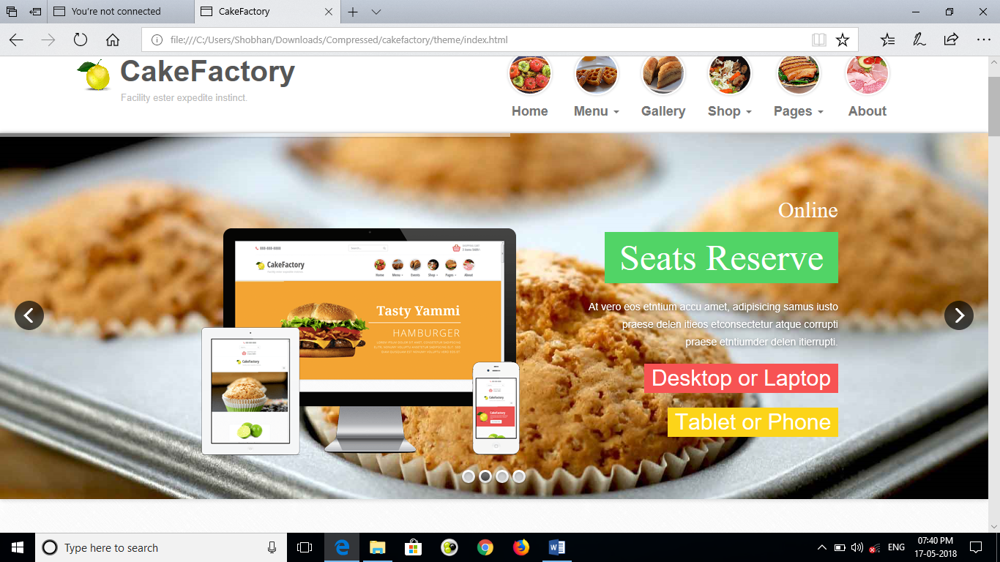 You're not connected
CakeFactory
file:///C:/Users/Shobhan/Downloads/Compressed/cakefactory/theme/index.html
CakeFactory
Facility ester expedite instinct.
Home Menu Gallery Shop Pages About
Online
Seats Reserve
At vero eos etntium accu amet, adipisicing samus iusto
praese delen itieos etconsectetur atque corrupti
praese etntiumder delen itierrupti.
Desktop or Laptop
Tablet or Phone
CakeFactory
Home Menu Events Shop Pages About
Tasty Yammi
HAMBURGER
CakeFactory
CakeFactory
CakeFactory
Type here to search
ENG
07:40 PM
17-05-2018